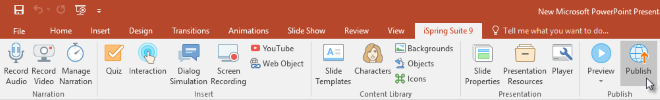 New Microsoft PowerPoint Present
File Home Insert Design Transitions Animations Slide Show Review View iSpring Suite 9 Tell me what you want to do...
Record Audio
Record Video
Manage Narration
Narration
Quiz
Interaction
Dialog Simulation
Screen Recording
YouTube
Web Object
Insert
Slide Templates
Characters
Backgrounds
Objects
Icons
Content Library
Slide Properties
Presentation Resources
Player
Presentation
Preview
Publish
Publish